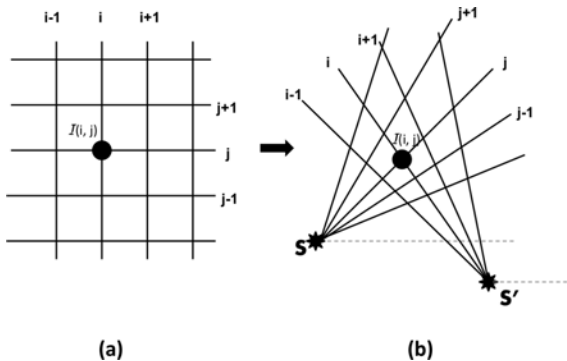 i-1
i
i+1
I(i, j)
j+1
j
j-1
(a)
j+1
i+1
i
j
i-1
j-1
I(i, j)
S
S′
(b)